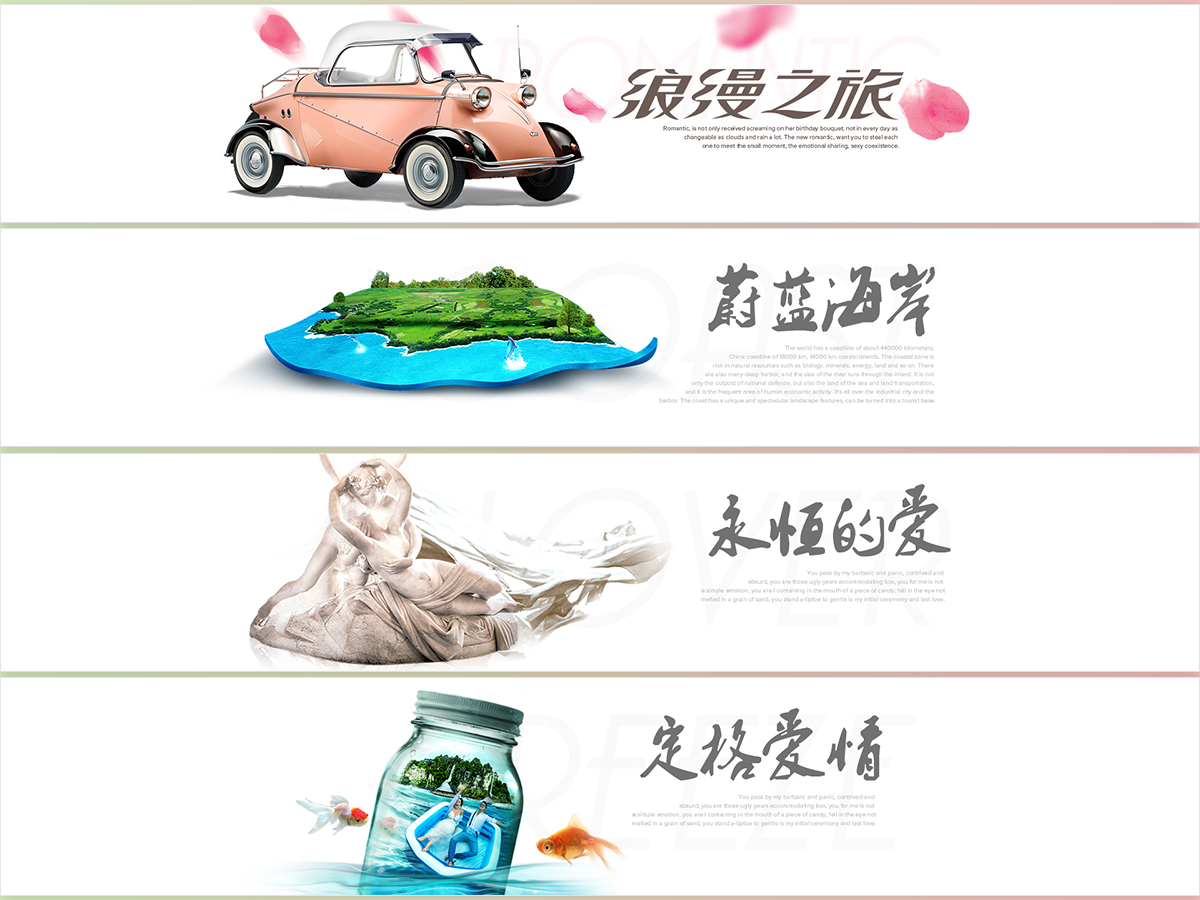 ROMANTIC
浪漫之旅
Romantic, is not only received screaming on her birthday bouquet, not in every day as
changeable as clouds and rain a lot. The new romantic, want you to steal each
one to meet the small moment, the emotional sharing, sexy coexistence.
COAST
蔚蓝海岸
The world has a coastline of about 440000 kilometers,
China coastline of 18000 km, 14000 km coastal islands. The coastal zone is
rich in natural resources such as biology, minerals, energy, land and so on. There
are also many deep harbor, and the size of the river runs through the inland. It is not
only the outpost of national defense, but also the land of the sea and land transportation,
and it is the frequent area of human economic activity. It's all over the industrial city and the
harbor. The coast has a unique and spectacular landscape features, can be turned into a tourist base.
LOVER
永恒的爱
You pass by my barbaric and panic, contrived and
absurd, you are those ugly years accommodating box, you for me is not
a simple emotion, you are I containing in the mouth of a piece of candy, fell in the eye not
melted in a grain of sand, you stand a-tiptoe to gentle is my initial ceremony and last love.
FREEZE
定格爱情
You pass by my barbaric and panic, contrived and
absurd, you are those ugly years accommodating box, you for me is not
a simple emotion, you are I containing in the mouth of a piece of candy, fell in the eye not
melted in a grain of sand, you stand a-tiptoe to gentle is my initial ceremony and last love.